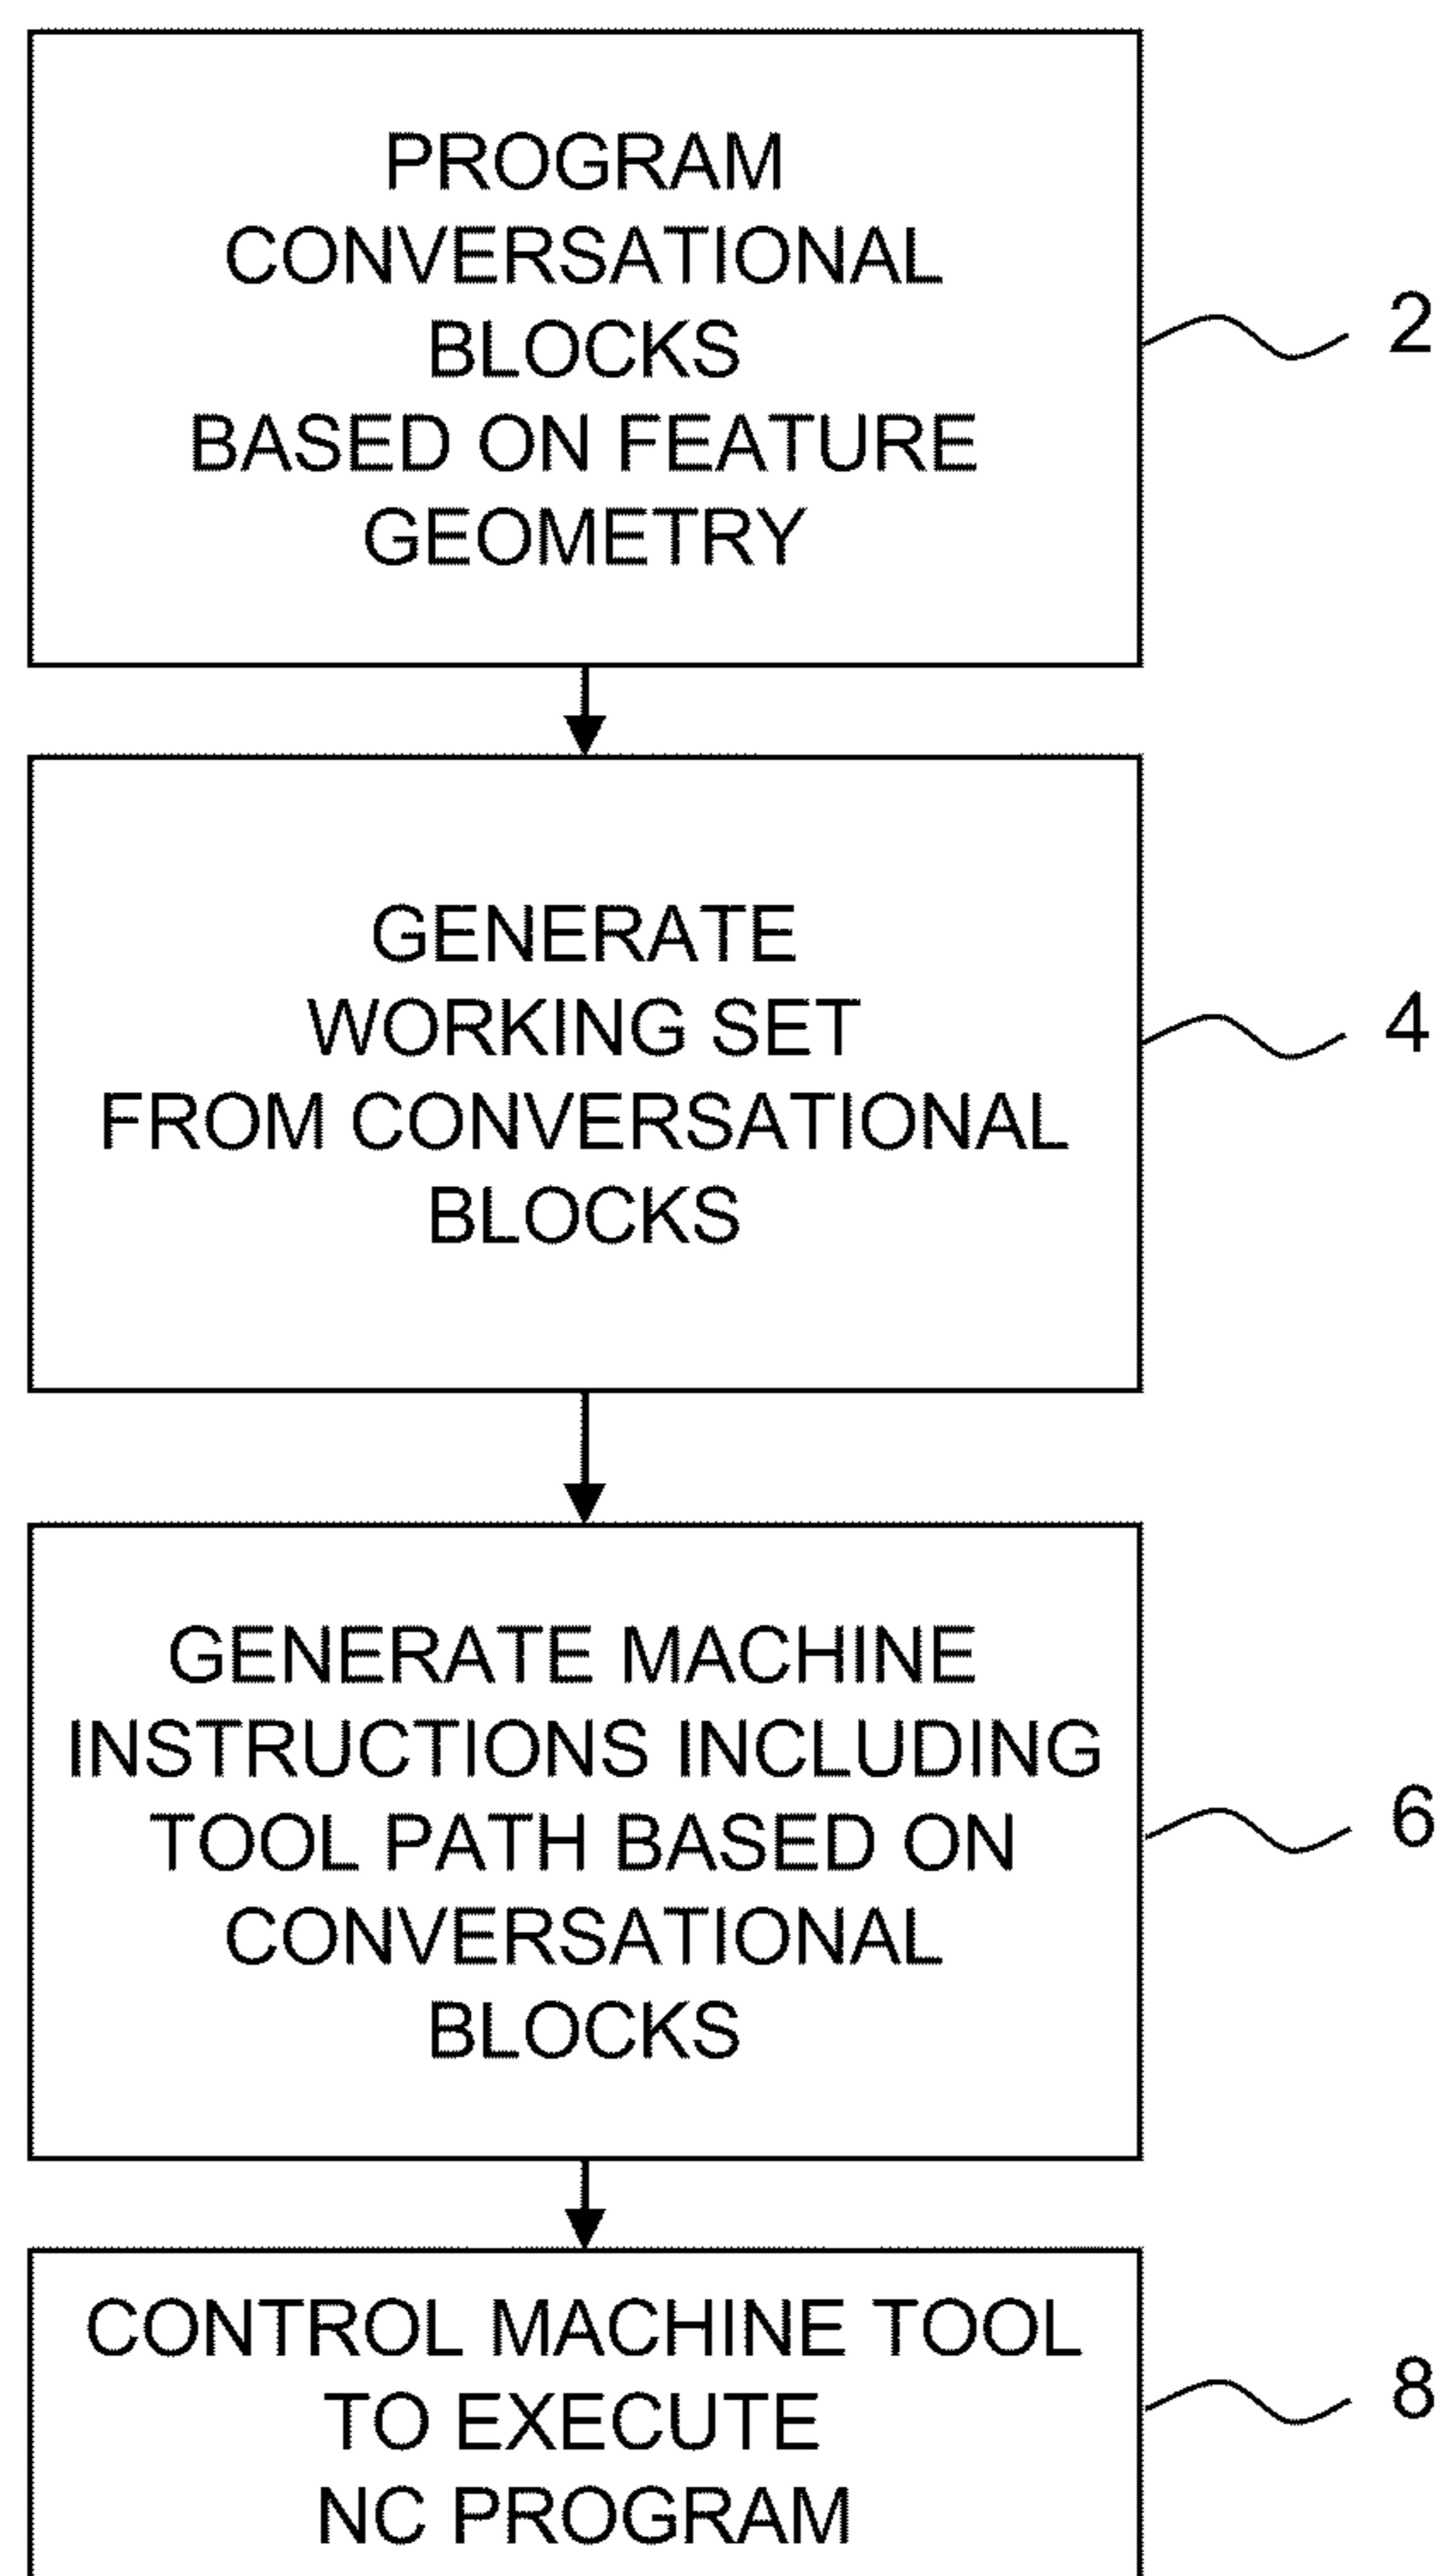 PROGRAM
CONVERSATIONAL
BLOCKS
BASED ON FEATURE
GEOMETRY
2
GENERATE
WORKING SET
FROM CONVERSATIONAL
BLOCKS
4
GENERATE MACHINE
INSTRUCTIONS INCLUDING
TOOL PATH BASED ON
CONVERSATIONAL
BLOCKS
6
CONTROL MACHINE TOOL
TO EXECUTE
NC PROGRAM
8